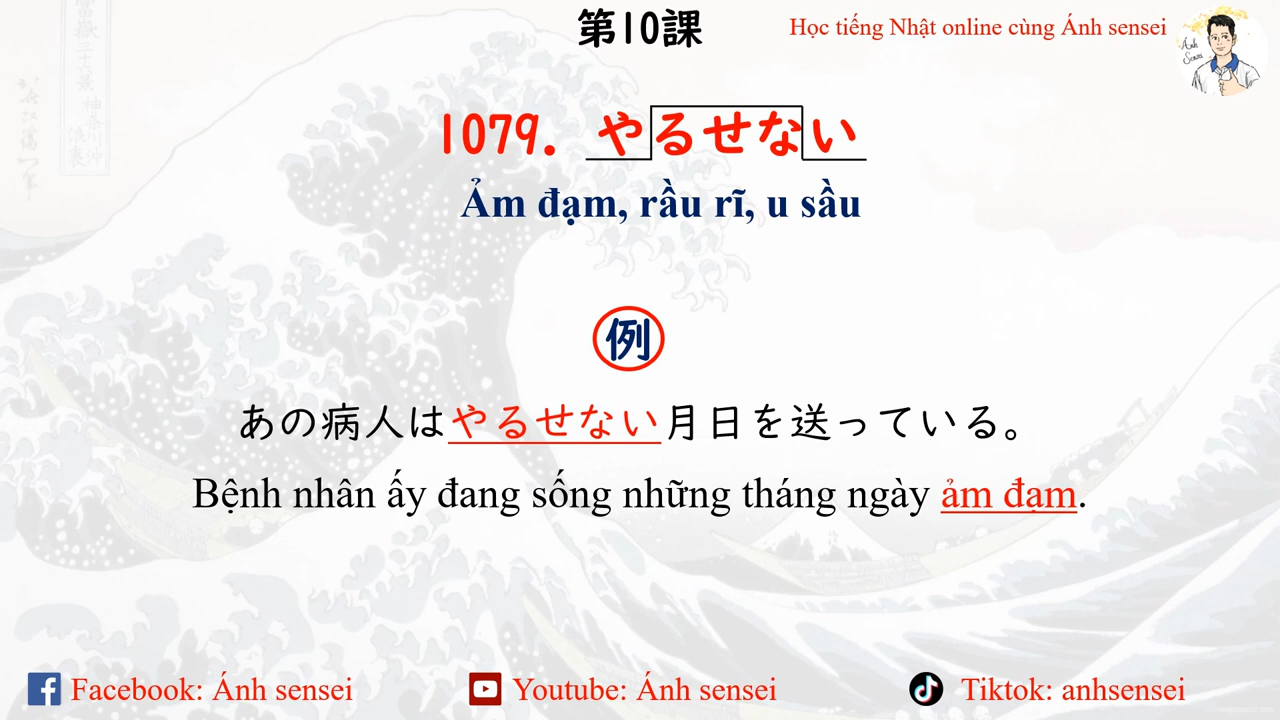 第10課
Học tiếng Nhật online cùng Ánh sensei
Ánh
Sensei
1079. やるせない
Ảm đạm, rầu rĩ, u sầu
例
あの病人はやるせない月日を送っている。
Bệnh nhân ấy đang sống những tháng ngày ảm đạm.
Facebook: Ánh sensei
Youtube: Ánh sensei
Tiktok: anhsensei